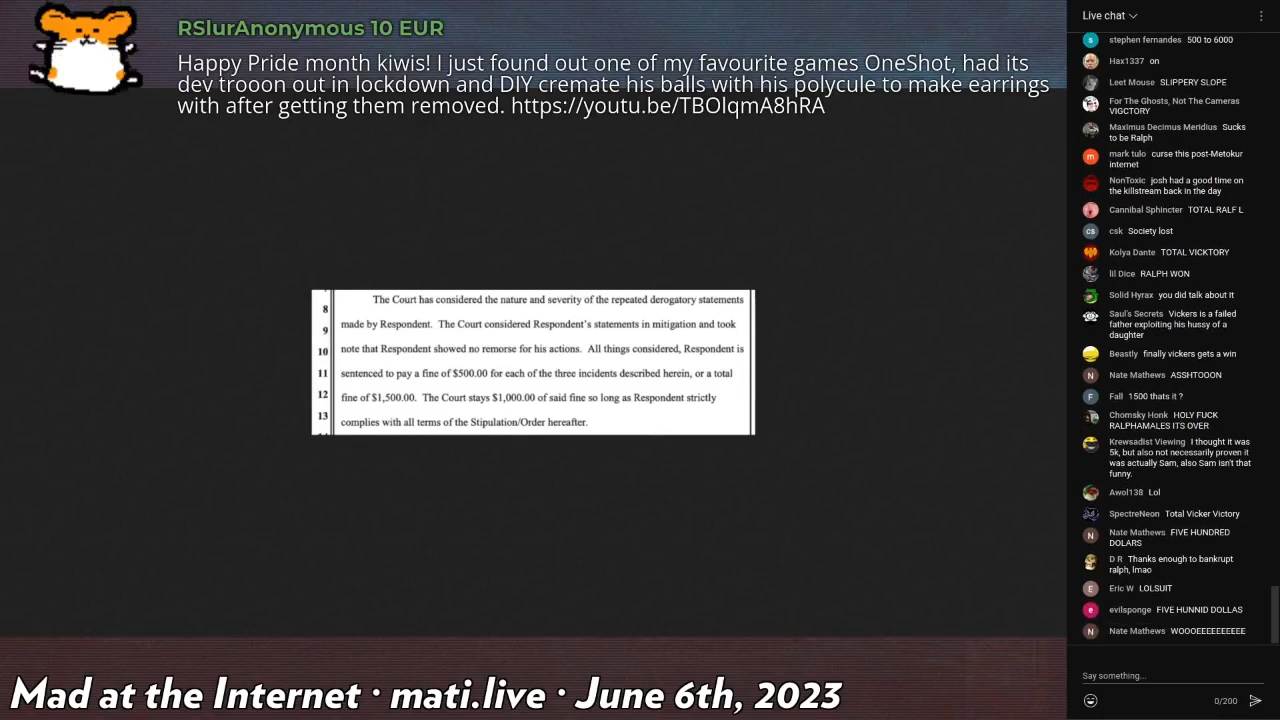 RSlurAnonymous 10 EUR
Happy Pride month kiwis! I just found out one of my favourite games OneShot, had its
dev trooon out in lockdown and DIY cremate his balls with his polycule to make earrings
with after getting them removed. https://youtu.be/TBOlqmA8hRA
8 The Court has considered the nature and severity of the repeated derogatory statements
9 made by Respondent. The Court considered Respondent's statements in mitigation and took
10 note that Respondent showed no remorse for his actions. All things considered, Respondent is
11 sentenced to pay a fine of $500.00 for each of the three incidents described herein, or a total
12 fine of $1,500.00. The Court stays $1,000.00 of said fine so long as Respondent strictly
13 complies with all terms of the Stipulation/Order hereafter.
Mad at the Internet · mati.live · June 6th, 2023
Live chat
s stephen fernandes 500 to 6000
Hax1337 on
Leet Mouse SLIPPERY SLOPE
For The Ghosts, Not The Cameras
VIGCTORY
Maximus Decimus Meridius Sucks
to be Ralph
m mark tulo curse this post-Metokur
internet
NonToxic josh had a good time on
the killstream back in the day
Cannibal Sphincter TOTAL RALF L
cs csk Society lost
Kolya Dante TOTAL VICKTORY
lil Dice RALPH WON
Solid Hyrax you did talk about it
Saul's Secrets Vickers is a failed
father exploiting his hussy of a
daughter
Beastly finally vickers gets a win
N Nate Mathews ASSHTOOON
F Fall 1500 thats it ?
Chomsky Honk HOLY FUCK
RALPHAMALES ITS OVER
Krewsadist Viewing I thought it was
5k, but also not necessarily proven it
was actually Sam, also Sam isn't that
funny.
Awol138 Lol
SpectreNeon Total Vicker Victory
N Nate Mathews FIVE HUNDRED
DOLARS
D R Thanks enough to bankrupt
ralph, lmao
E Eric W LOLSUIT
e evilsponge FIVE HUNNID DOLLAS
N Nate Mathews WOOOEEEEEEEEEE
Say something...
0/200